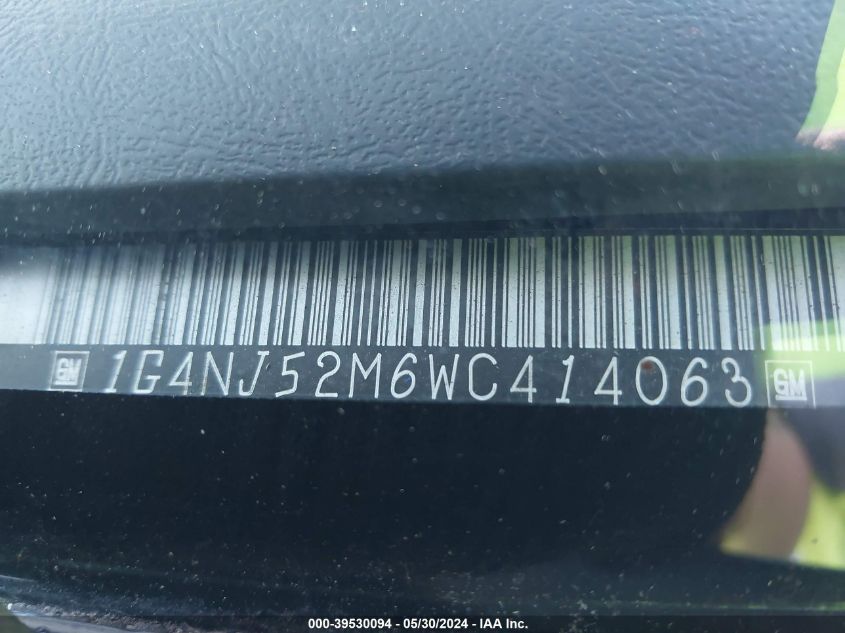 GM 1G4NJ52M6WC414063 GM
000-39530094 - 05/30/2024 - IAA Inc.